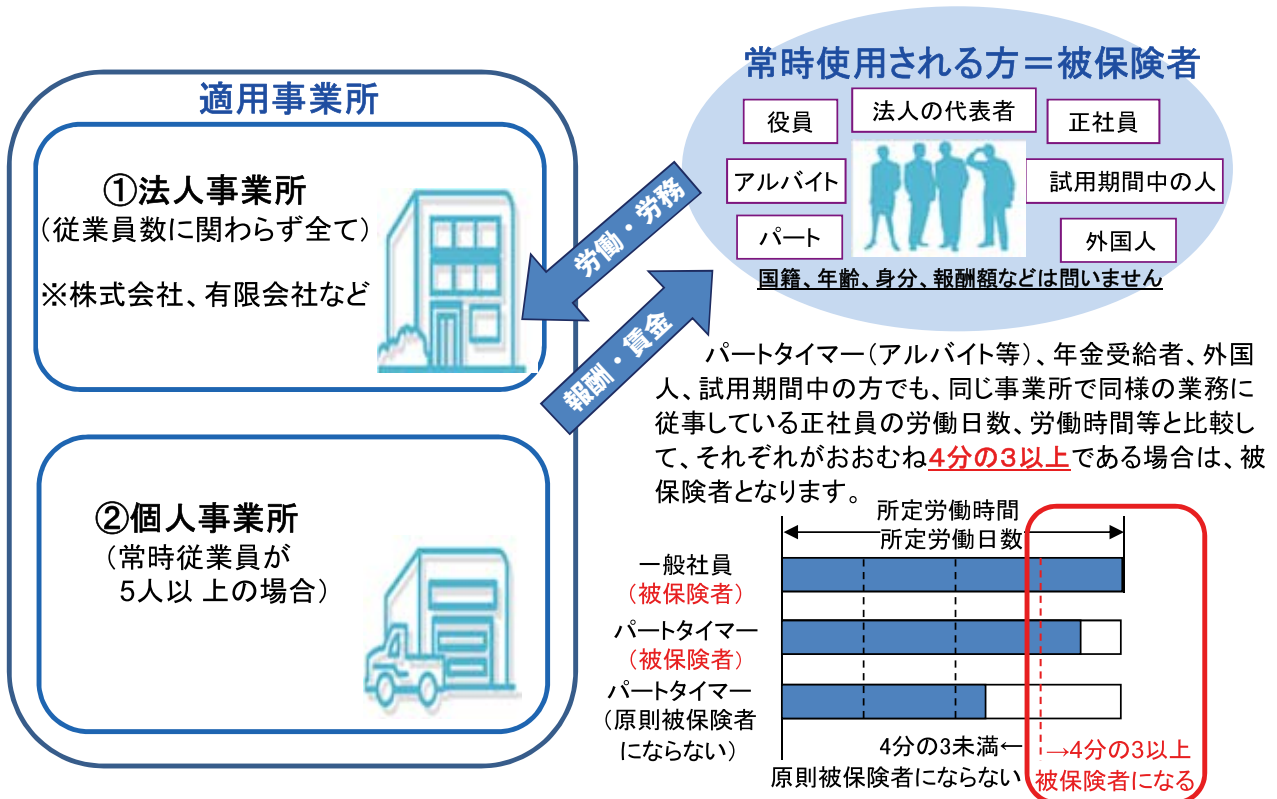 適用事業所
①法人事業所
（従業員数に関わらず全て）
※株式会社、有限会社など
②個人事業所
（常時従業員が
5人以 上の場合）
労働・労務
報酬・賃金
常時使用される方＝被保険者
役員
法人の代表者
正社員
アルバイト
試用期間中の人
パート
外国人
国籍、年齢、身分、報酬額などは問いません
パートタイマー（アルバイト等）、年金受給者、外国
人、試用期間中の方でも、同じ事業所で同様の業務に
従事している正社員の労働日数、労働時間等と比較し
て、それぞれがおおむね４分の３以上である場合は、被
保険者となります。
所定労働時間
所定労働日数
一般社員
（被保険者）
パートタイマー
（被保険者）
パートタイマー
（原則被保険者
にならない）
4分の3未満←
原則被保険者にならない
→4分の3以上
被保険者になる